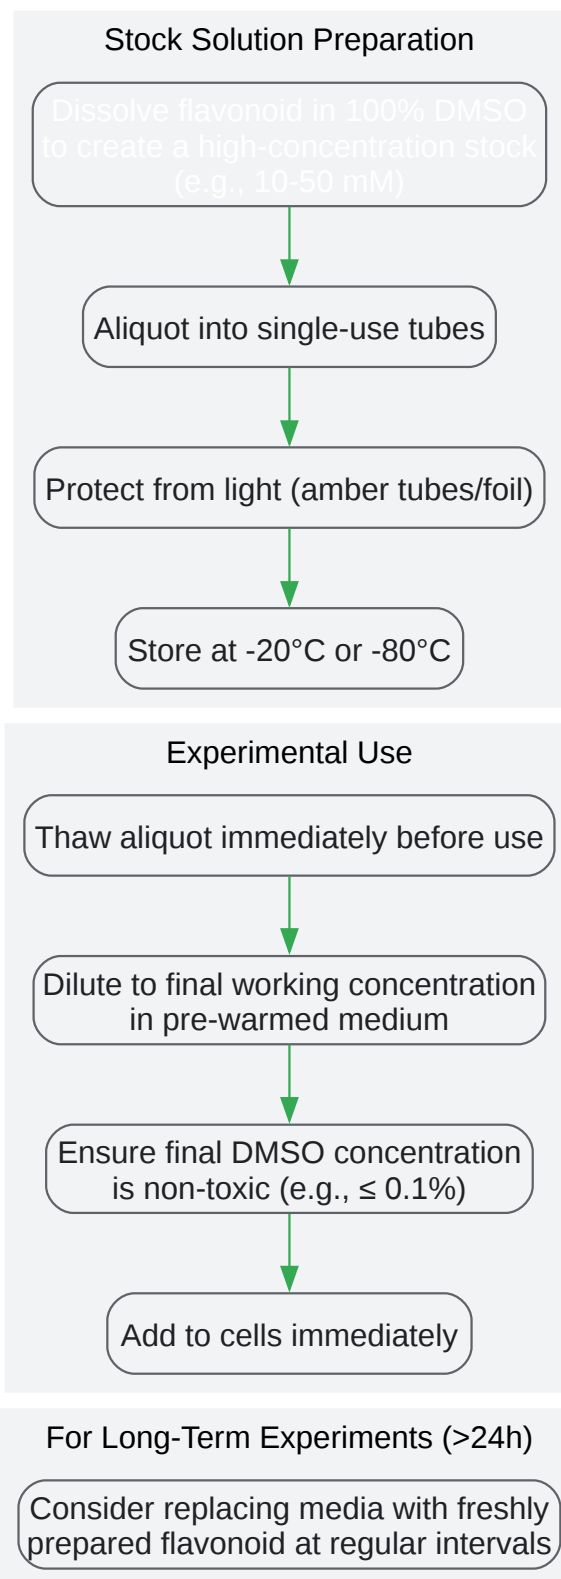 Stock Solution Preparation
Dissolve flavonoid in 100% DMSO
to create a high-concentration stock
(e.g., 10-50 mM)
Aliquot into single-use tubes
Protect from light (amber tubes/foil)
Store at -20°C or -80°C
Experimental Use
Thaw aliquot immediately before use
Dilute to final working concentration
in pre-warmed medium
Ensure final DMSO concentration
is non-toxic (e.g., ≤ 0.1%)
Add to cells immediately
For Long-Term Experiments (>24h)
Consider replacing media with freshly
prepared flavonoid at regular intervals